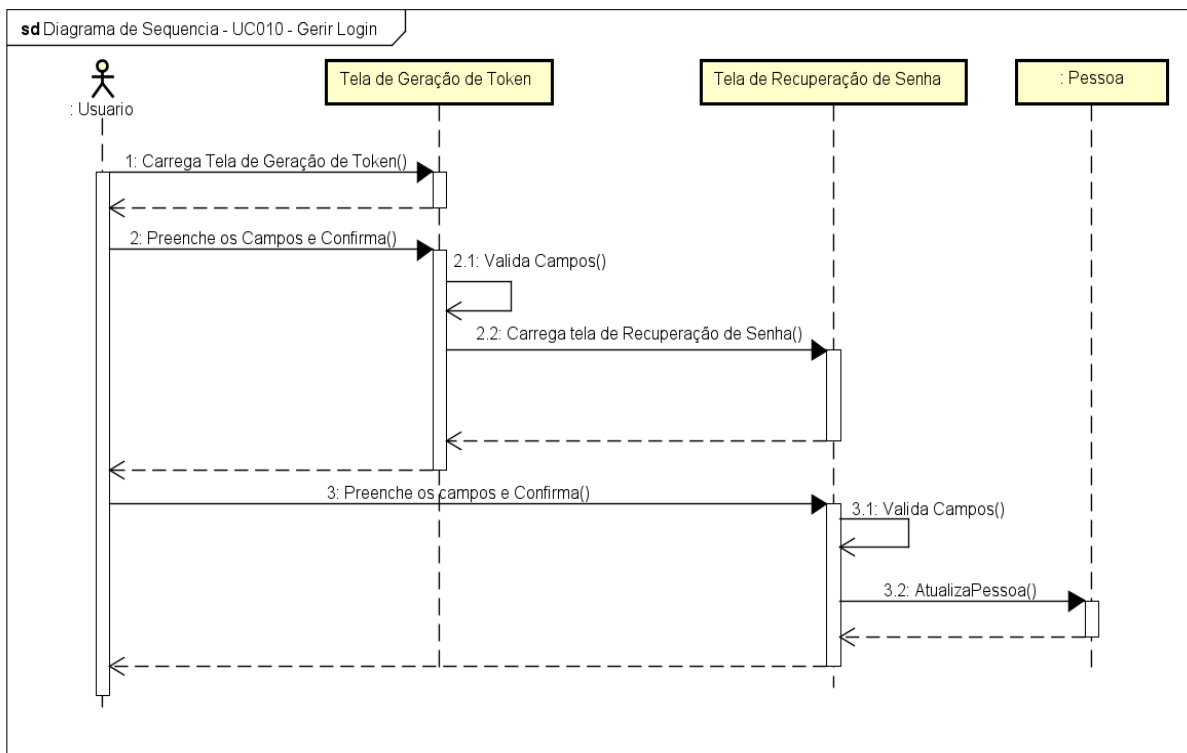 sd Diagrama de Sequencia - UC010 - Gerir Login
: Usuario
Tela de Geração de Token
Tela de Recuperação de Senha
: Pessoa
1: Carrega Tela de Geração de Token()
2: Preenche os Campos e Confirma()
2.1: Valida Campos()
2.2: Carrega tela de Recuperação de Senha()
3: Preenche os campos e Confirma()
3.1: Valida Campos()
3.2: AtualizaPessoa()